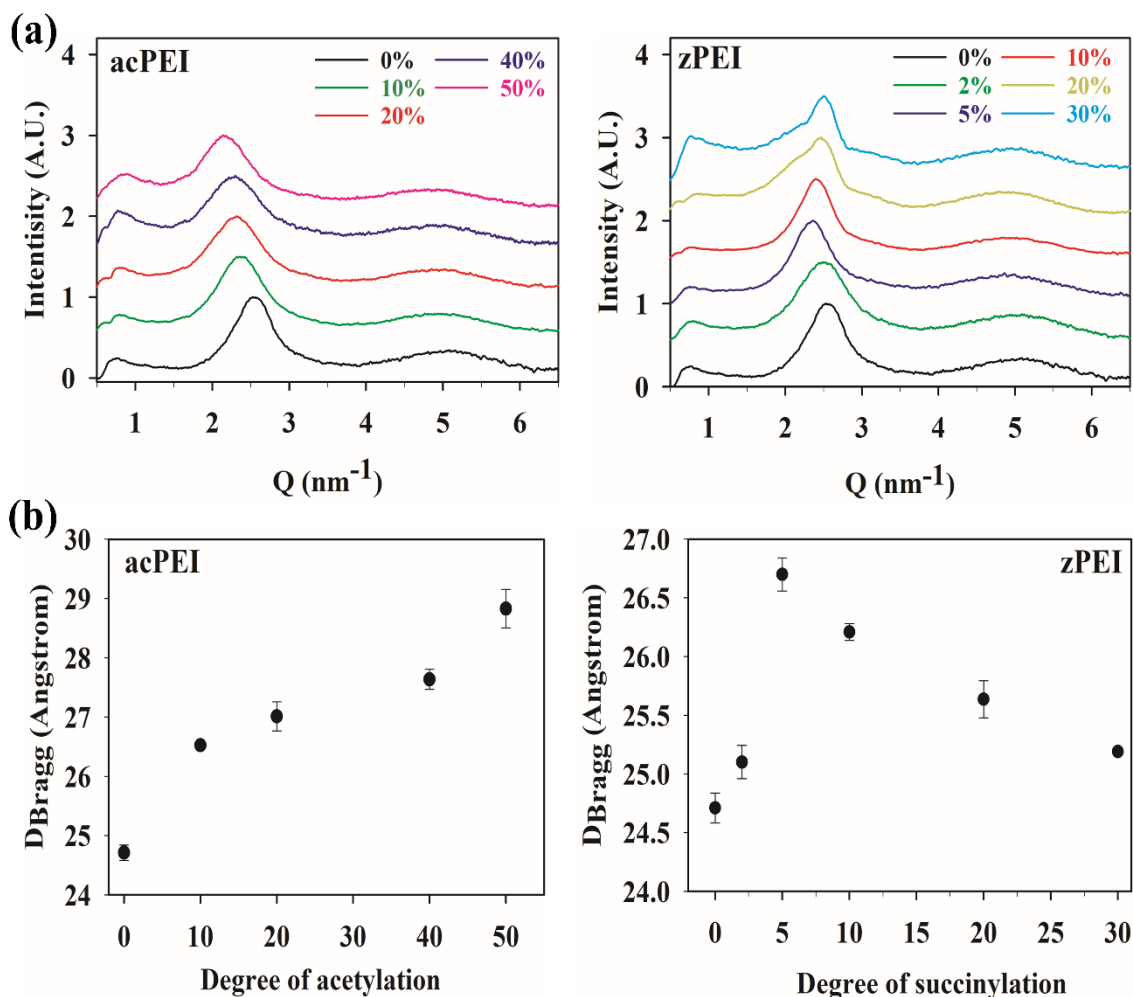 (a)
acPEI
0%
10%
20%
40%
50%
Intentisity (A.U.)
4
3
2
1
0
1 2 3 4 5 6
Q (nm-1)
zPEI
0%
2%
5%
10%
20%
30%
Intensity (A.U.)
4
3
2
1
0
1 2 3 4 5 6
Q (nm-1)
(b)
acPEI
DBragg (Angstrom)
30
29
28
27
26
25
24
0 10 20 30 40 50
Degree of acetylation
zPEI
DBragg (Angstrom)
27.0
26.5
26.0
25.5
25.0
24.5
24.0
0 5 10 15 20 25 30
Degree of succinylation